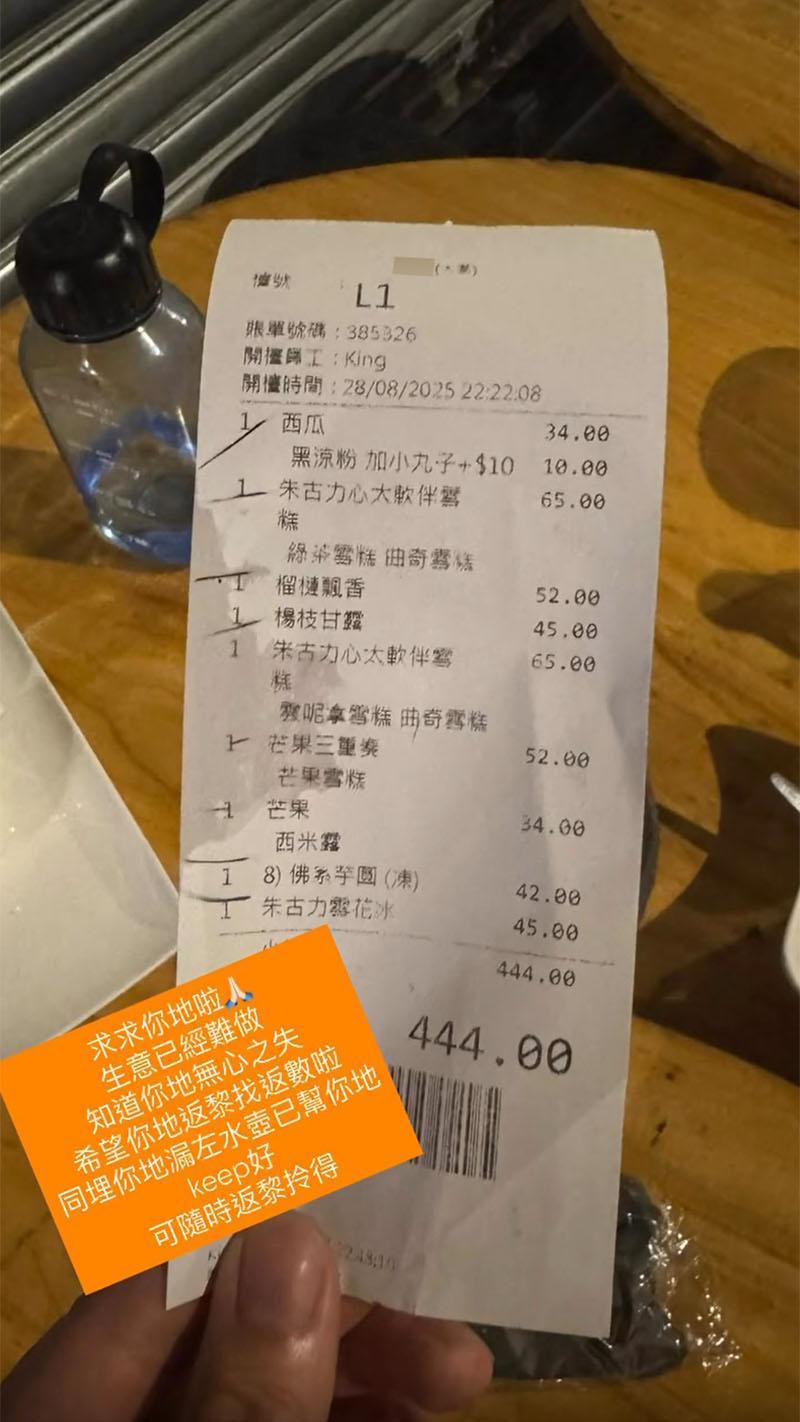 (大
檯號 : L1
賬單號碼 : 385326
開檯歸工 : King
開檯時間 : 28/08/2025 22:22:08
1 西瓜 34.00
黑涼粉 加小丸子+$10 10.00
1 朱古力心太軟伴雪 65.00
糕
綠茶雪糕 曲奇雪糕
1 榴槤飄香 52.00
1 楊枝甘露 45.00
1 朱古力心太軟伴雪 65.00
糕
雲呢拿雪糕 曲奇雪糕
1 芒果三重奏 52.00
芒果雪糕
1 芒果 34.00
西米露
1 8) 佛系芋圓 (凍) 42.00
1 朱古力雪花冰 45.00
444.00
444.00
求求你地啦🙏🏻
生意已經難做
知道你地無心之失
希望你地返黎找返數啦
同埋你地漏左水壺已幫你地
keep好
可隨時返黎拎得